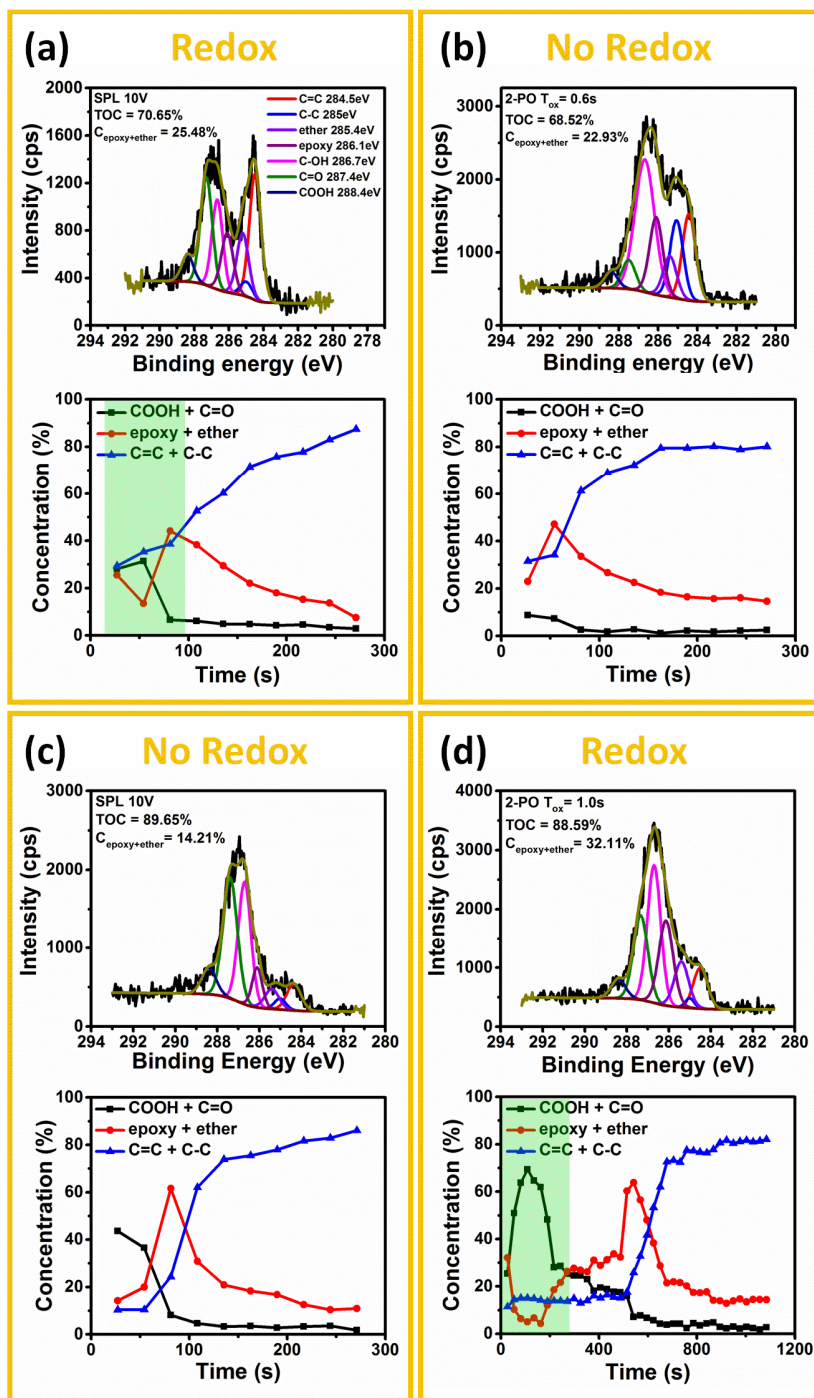 (a) Redox
SPL 10V
TOC = 70.65%
C epoxy+ether = 25.48%
C=C 284.5eV
C-C 285eV
ether 285.4eV
epoxy 286.1eV
C-OH 286.7eV
C=O 287.4eV
COOH 288.4eV
Intensity (cps)
2000
1600
1200
800
400
0
294 292 290 288 286 284 282 280 278
Binding energy (eV)
COOH + C=O
epoxy + ether
C=C + C-C
Concentration (%)
100
80
60
40
20
0
0 100 200 300
Time (s)
(b) No Redox
2-PO Tox= 0.6s
TOC = 68.52%
C epoxy+ether = 22.93%
Intensity (cps)
3000
2000
1000
0
294 292 290 288 286 284 282 280
Binding energy (eV)
COOH + C=O
epoxy + ether
C=C + C-C
Concentration (%)
100
80
60
40
20
0
0 100 200 300
Time (s)
(c) No Redox
SPL 10V
TOC = 89.65%
C epoxy+ether = 14.21%
Intensity (cps)
3000
2000
1000
0
294 292 290 288 286 284 282 280
Binding Energy (eV)
COOH + C=O
epoxy + ether
C=C + C-C
Concentration (%)
100
80
60
40
20
0
0 100 200 300
Time (s)
(d) Redox
2-PO Tox= 1.0s
TOC = 88.59%
C epoxy+ether = 32.11%
Intensity (cps)
4000
3000
2000
1000
0
294 292 290 288 286 284 282 280
Binding Energy (eV)
COOH + C=O
epoxy + ether
C=C + C-C
Concentration (%)
100
80
60
40
20
0
0 400 800 1200
Time (s)